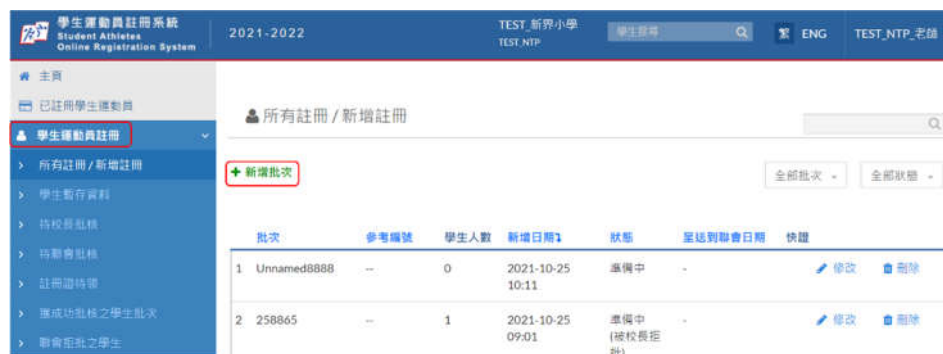 學生運動員註冊系統
Student Athletes
Online Registration System
2021-2022
TEST_新界小學
TEST_NTP
學生搜尋
繁 ENG
TEST_NTP_老師
主頁
已註冊學生運動員
學生運動員註冊
所有註冊 / 新增註冊
學生暫存資料
待校長批核
待聯會批核
註冊證待領
獲成功批核之學生批次
聯會拒批之學生
所有註冊 / 新增註冊
新增批次
全部批次
全部狀態
批次 參考編號 學生人數 新增日期 狀態 呈送到聯會日期 快證
1 Unnamed8888 -- 0 2021-10-25 準備中 - 修改 刪除
10:11
2 258865 -- 1 2021-10-25 準備中 - 修改 刪除
09:01 (被校長拒
批)